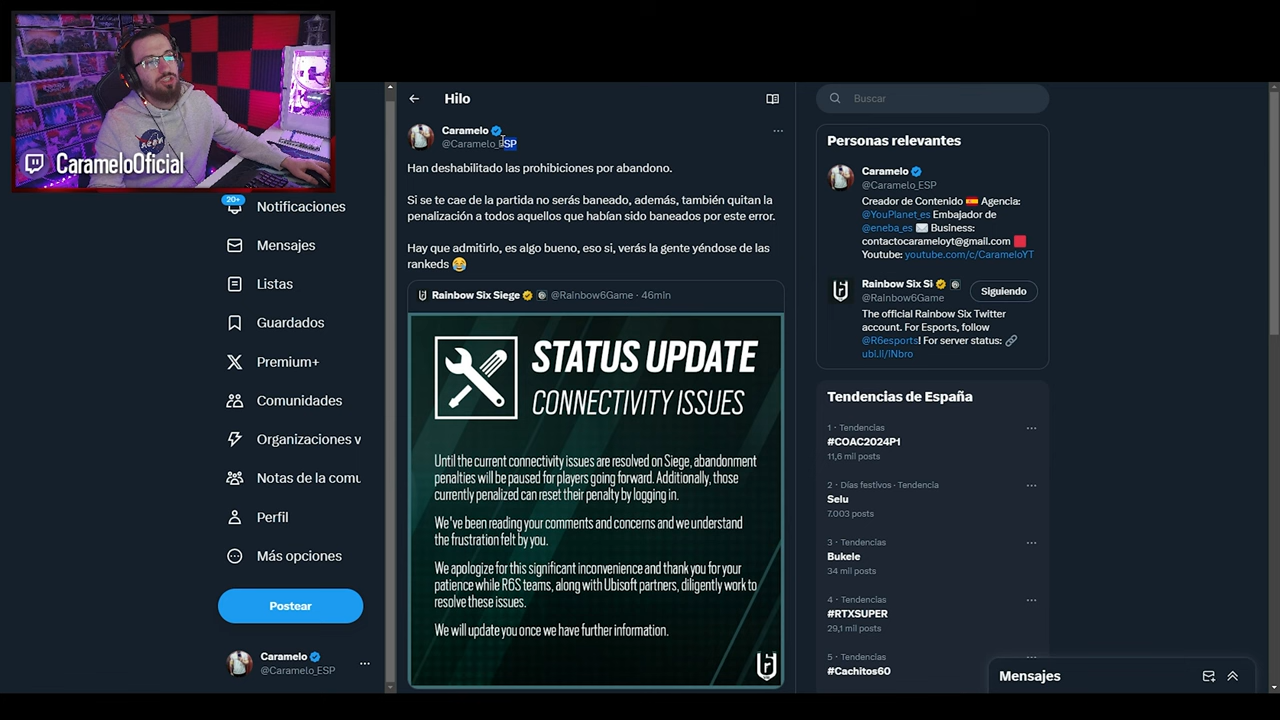 CarameloOficial
20+
Notificaciones
Mensajes
Listas
Guardados
Premium+
Comunidades
Organizaciones v
Notas de la comu
Perfil
Más opciones
Postear
Caramelo
@Caramelo_ESP
Hilo
Caramelo
@Caramelo_ESP
Han deshabilitado las prohibiciones por abandono.
Si se te cae de la partida no serás baneado, además, también quitan la
penalización a todos aquellos que habían sido baneados por este error.
Hay que admitirlo, es algo bueno, eso si, verás la gente yéndose de las
rankeds 😂
Rainbow Six Siege @Rainbow6Game · 46min
STATUS UPDATE
CONNECTIVITY ISSUES
Until the current connectivity issues are resolved on Siege, abandonment
penalties will be paused for players going forward. Additionally, those
currently penalized can reset their penalty by logging in.
We've been reading your comments and concerns and we understand
the frustration felt by you.
We apologize for this significant inconvenience and thank you for your
patience while R6S teams, along with Ubisoft partners, diligently work to
resolve these issues.
We will update you once we have further information.
Buscar
Personas relevantes
Caramelo
@Caramelo_ESP
Creador de Contenido 🇪🇸 Agencia:
@YouPlanet_es Embajador de
@eneba_es ✉️ Business:
contactocarameloyt@gmail.com 🟥
Youtube: youtube.com/c/CarameloYT
Rainbow Six Si
@Rainbow6Game
Siguiendo
The official Rainbow Six Twitter
account. For Esports, follow
@R6esports! For server status: 🔗
ubi.li/lNbro
Tendencias de España
1 · Tendencias
#COAC2024P1
11,6 mil posts
2 · Días festivos · Tendencia
Selu
7.003 posts
3 · Tendencias
Bukele
34 mil posts
4 · Tendencias
#RTXSUPER
29,1 mil posts
5 · Tendencias
#Cachitos60
Mensajes